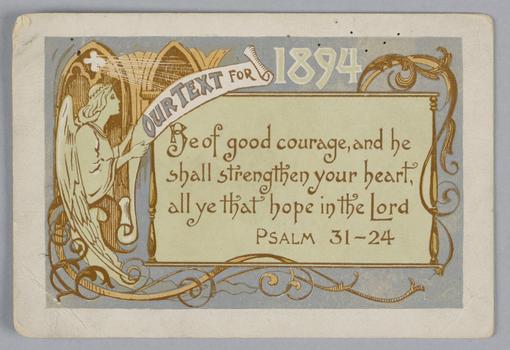 OUR TEXT FOR 1894
Be of good courage, and he
shall strengthen your heart,
all ye that hope in the Lord
PSALM 31-24